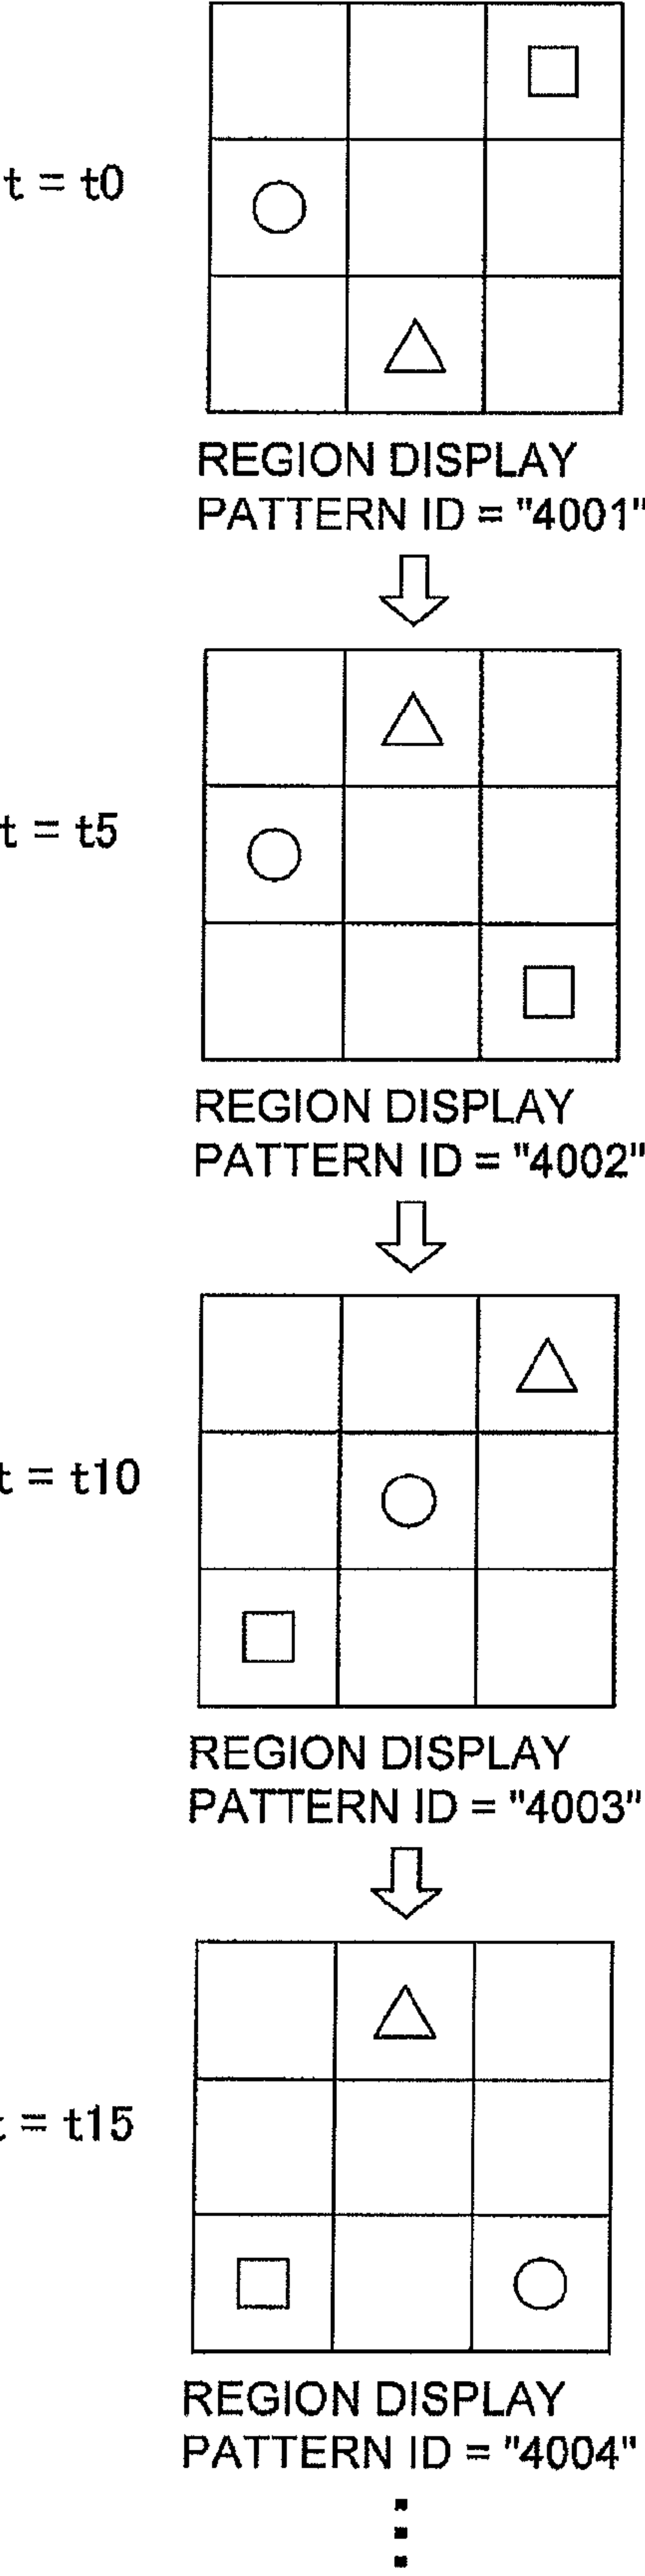 t = t0
REGION DISPLAY
PATTERN ID = "4001"
t = t5
REGION DISPLAY
PATTERN ID = "4002"
t = t10
REGION DISPLAY
PATTERN ID = "4003"
t = t15
REGION DISPLAY
PATTERN ID = "4004"